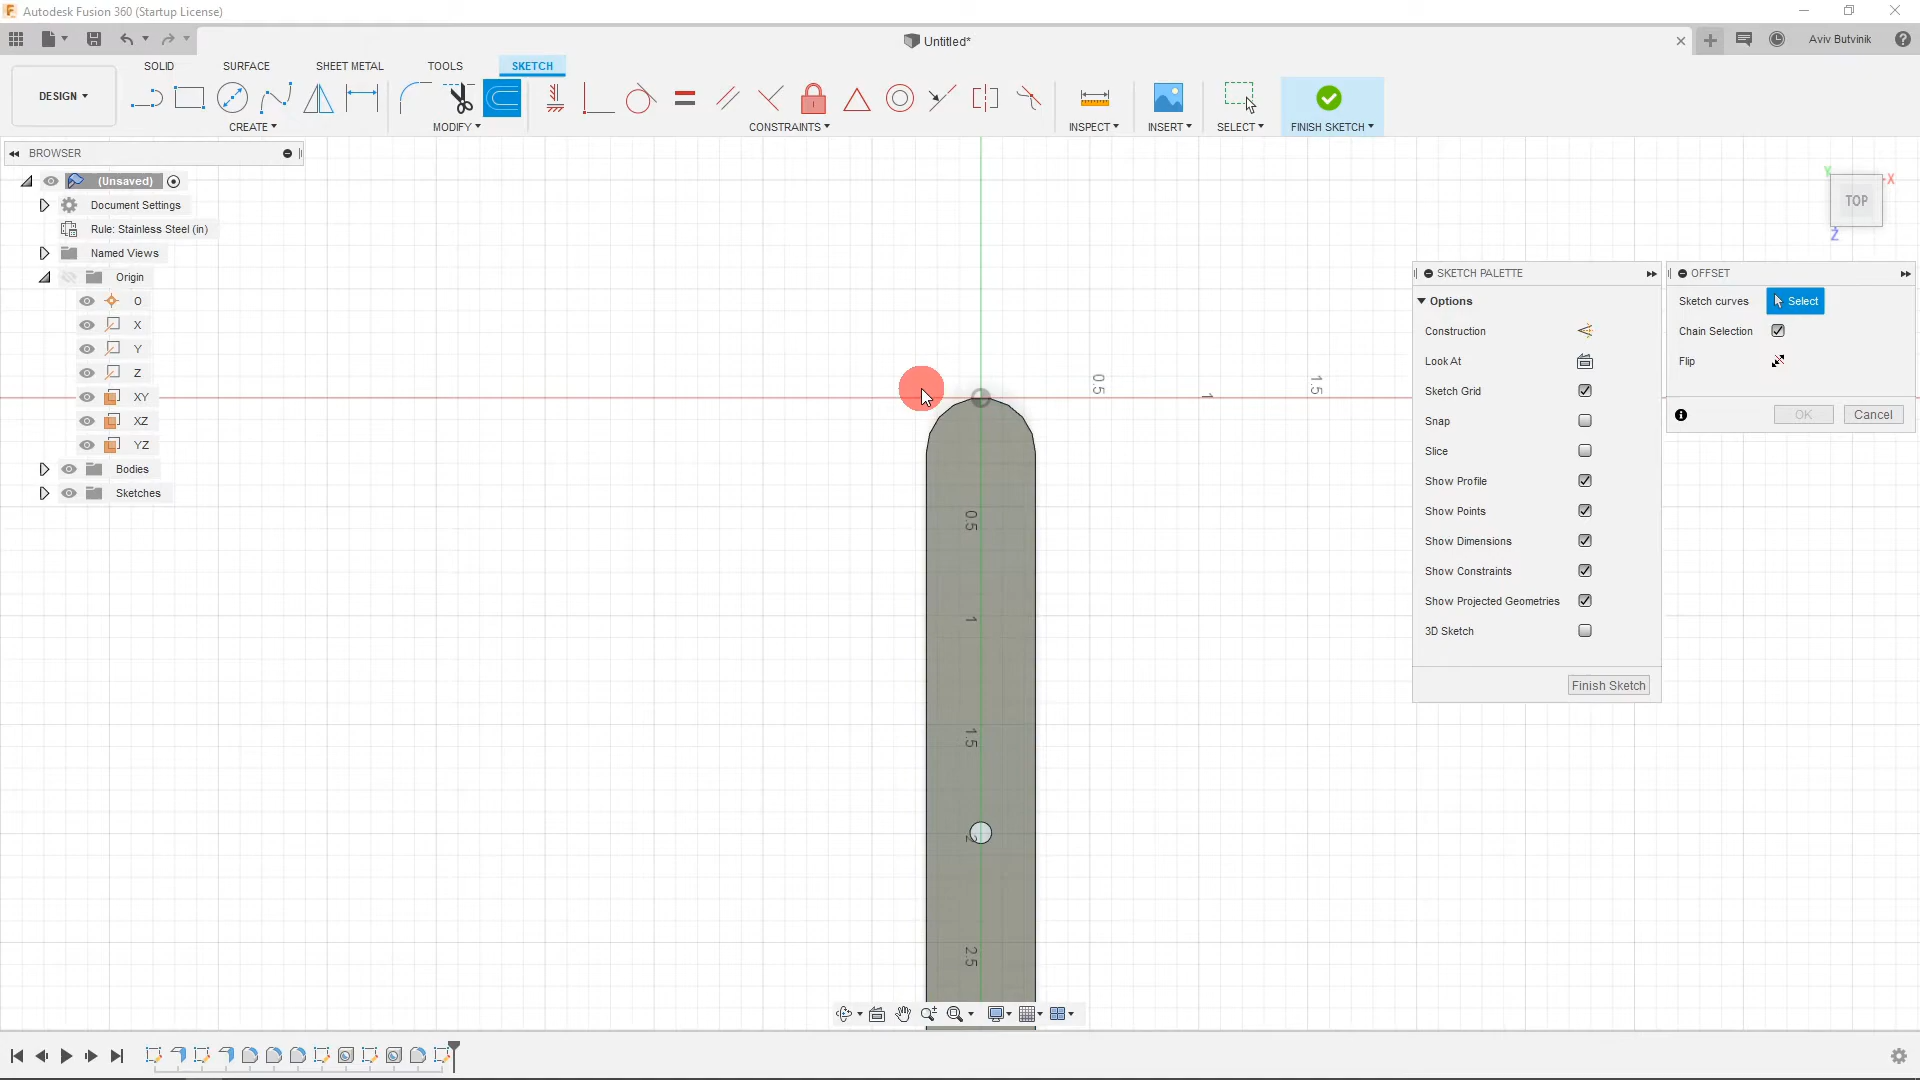 Autodesk Fusion 360 (Startup License)
Untitled*
Aviv Butvinik
DESIGN
SOLID
SURFACE
SHEET METAL
TOOLS
SKETCH
CREATE
MODIFY
CONSTRAINTS
INSPECT
INSERT
SELECT
FINISH SKETCH
BROWSER
(Unsaved)
Document Settings
Rule: Stainless Steel (in)
Named Views
Origin
O
X
Y
Z
XY
XZ
YZ
Bodies
Sketches
0.5
1
1.5
0.5
1
1.5
2
2.5
Y
X
TOP
Z
SKETCH PALETTE
Options
Construction
Look At
Sketch Grid
Snap
Slice
Show Profile
Show Points
Show Dimensions
Show Constraints
Show Projected Geometries
3D Sketch
Finish Sketch
OFFSET
Sketch curves
Select
Chain Selection
Flip
OK
Cancel